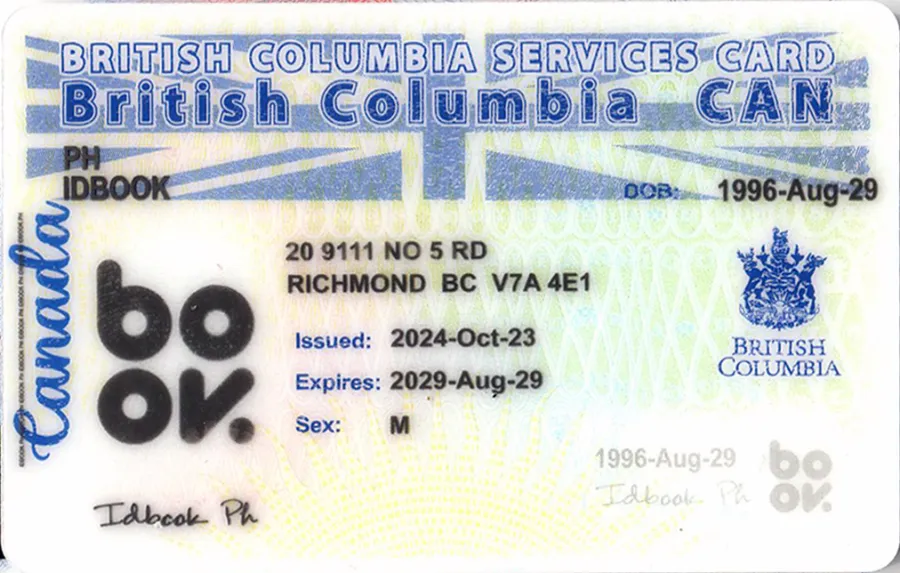 BRITISH COLUMBIA SERVICES CARD
British Columbia CAN
PH
IDBOOK
DOB: 1996-Aug-29
Canada
20 9111 NO 5 RD
RICHMOND BC V7A 4E1
bo
ov.
Issued: 2024-Oct-23
Expires: 2029-Aug-29
Sex: M
BRITISH
COLUMBIA
1996-Aug-29
Idbook Ph
bo
ov.
Idbook Ph